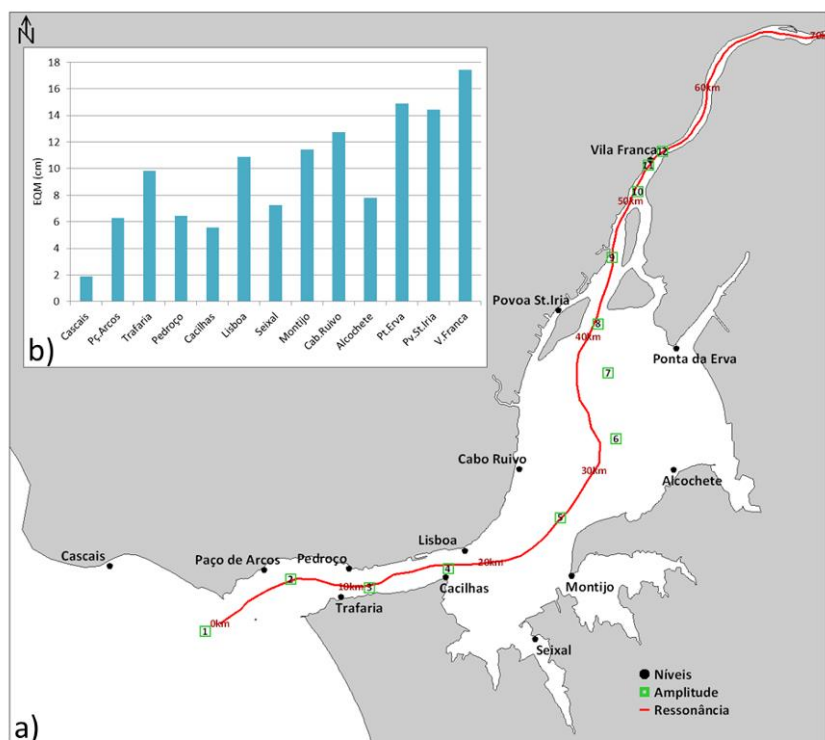 N
18
16
14
12
10
8
6
4
2
0
EQM (cm)
Cascais
Pç.Arcos
Trafaria
Pedroço
Cacilhas
Lisboa
Seixal
Montijo
Cab.Ruivo
Alcochete
Pt.Erva
Pv.St.Iria
V.Franca
b)
70km
60km
Vila Franca
12
11
10
50km
9
Povoa St.Iria
8
40km
Ponta da Erva
7
6
Cabo Ruivo
30km
Alcochete
5
Lisboa
Cascais
Paço de Arcos
Pedroço
20km
4
2
10km
3
Cacilhas
Montijo
Trafaria
0km
1
Seixal
Níveis
Amplitude
Ressonância
a)